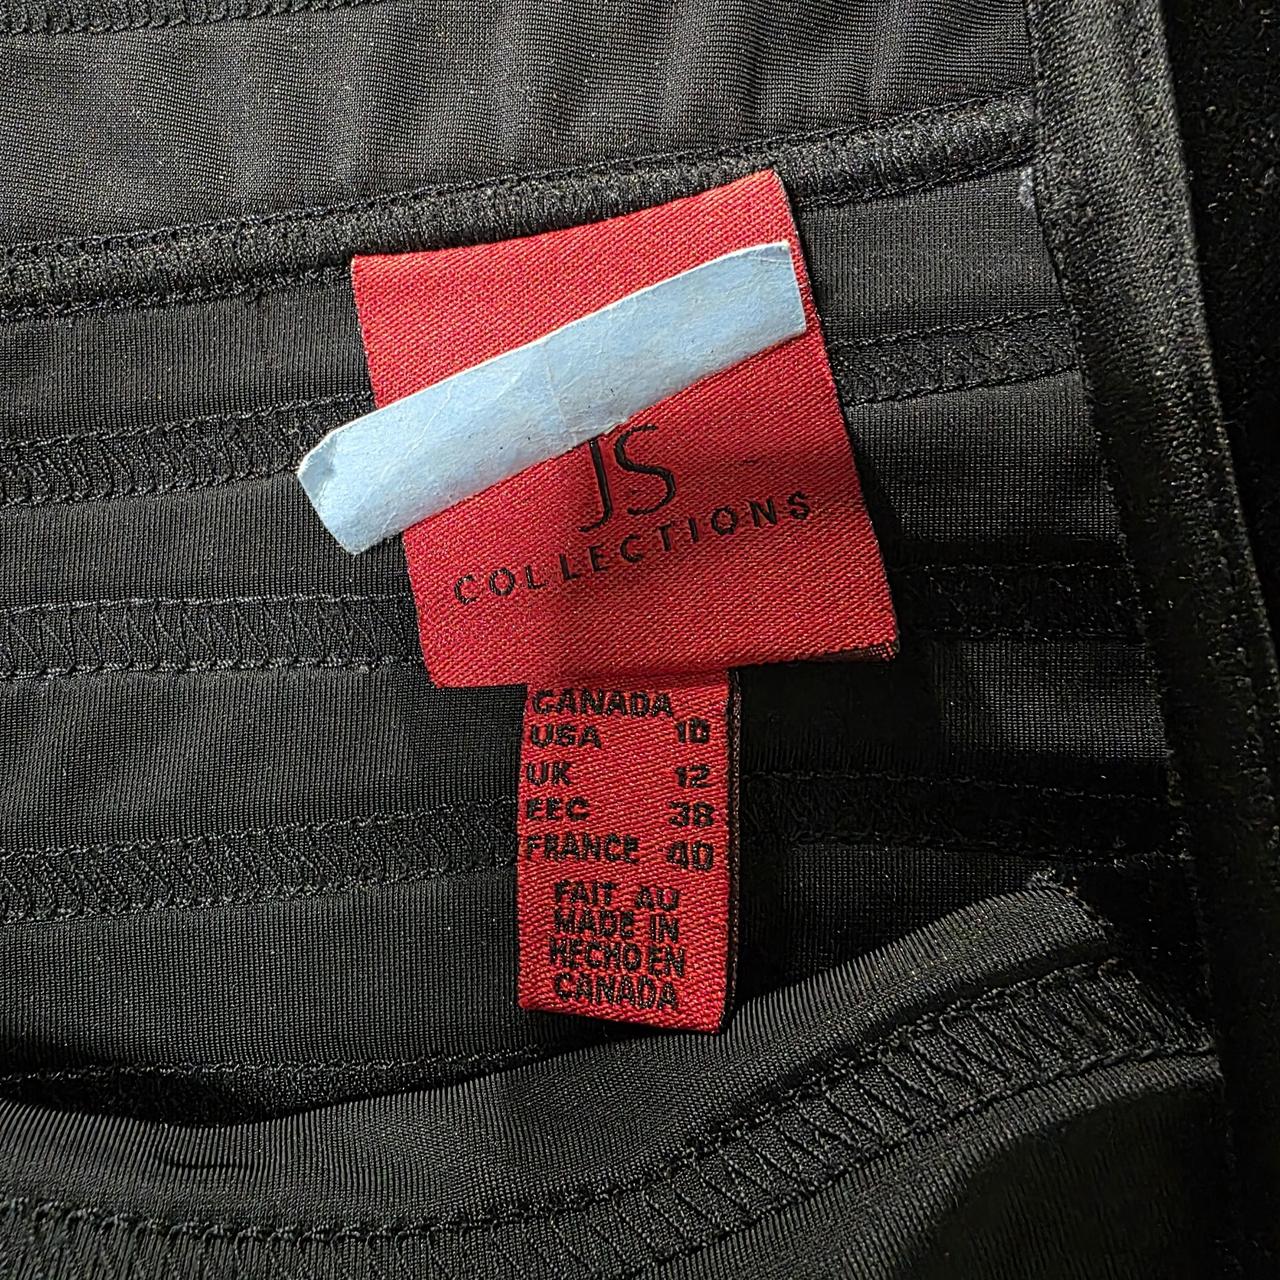 JS
COLLECTIONS
CANADA
USA 10
UK 12
EEC 38
FRANCE 40
FAIT AU
MADE IN
HECHO EN
CANADA